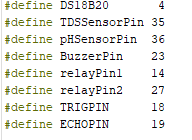 #define DS18B20 4
#define TDSSensorPin 35
#define pHSensorPin 36
#define BuzzerPin 23
#define relayPin1 14
#define relayPin2 27
#define TRIGPIN 18
#define ECHOPIN 19